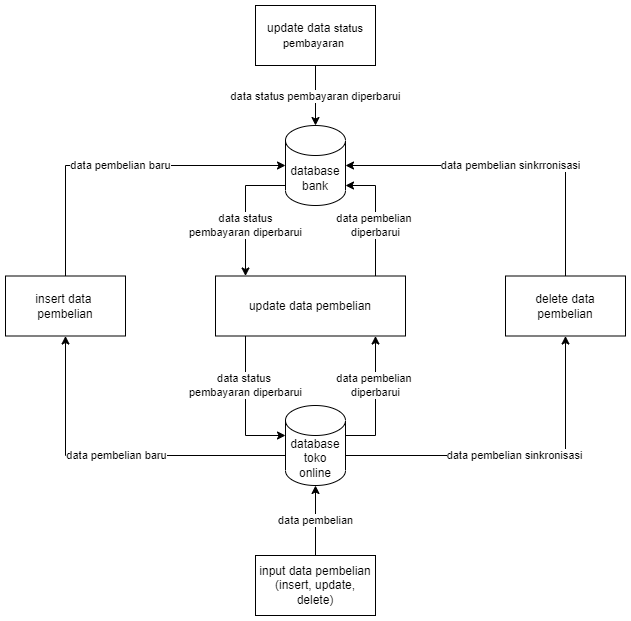 update data status
pembayaran
data status pembayaran diperbarui
data pembelian baru
database
bank
data pembelian sinkrronisasi
data status
pembayaran diperbarui
data pembelian
diperbarui
insert data
pembelian
update data pembelian
delete data
pembelian
data status
pembayaran diperbarui
data pembelian
diperbarui
data pembelian baru
database
toko
online
data pembelian sinkronisasi
data pembelian
input data pembelian
(insert, update,
delete)